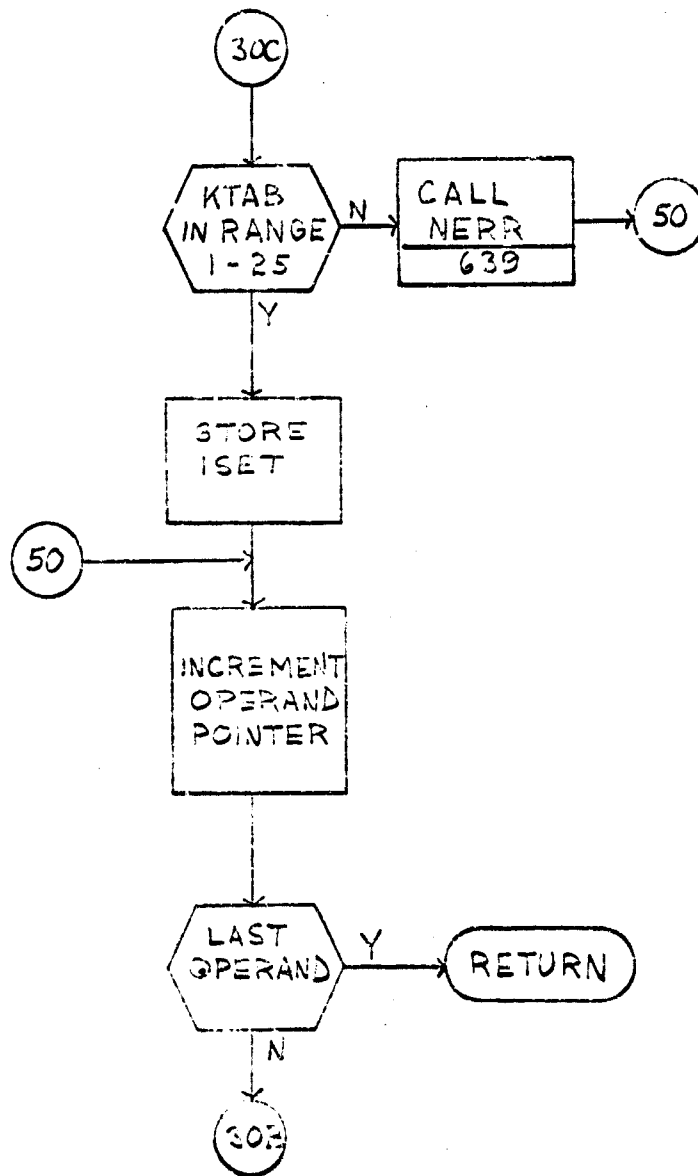 30C
KTAB
IN RANGE
1-25
N
CALL
NERR
639
50
Y
STORE
ISET
50
INCREMENT
OPERAND
POINTER
LAST
OPERAND
Y
RETURN
N